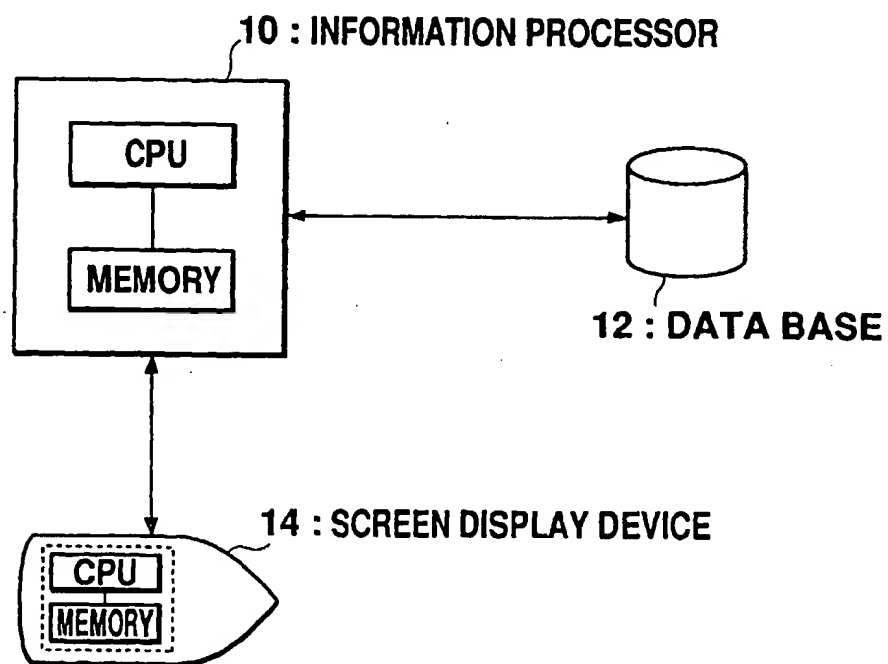 10 : INFORMATION PROCESSOR
CPU
MEMORY
12 : DATA BASE
14 : SCREEN DISPLAY DEVICE
CPU
MEMORY